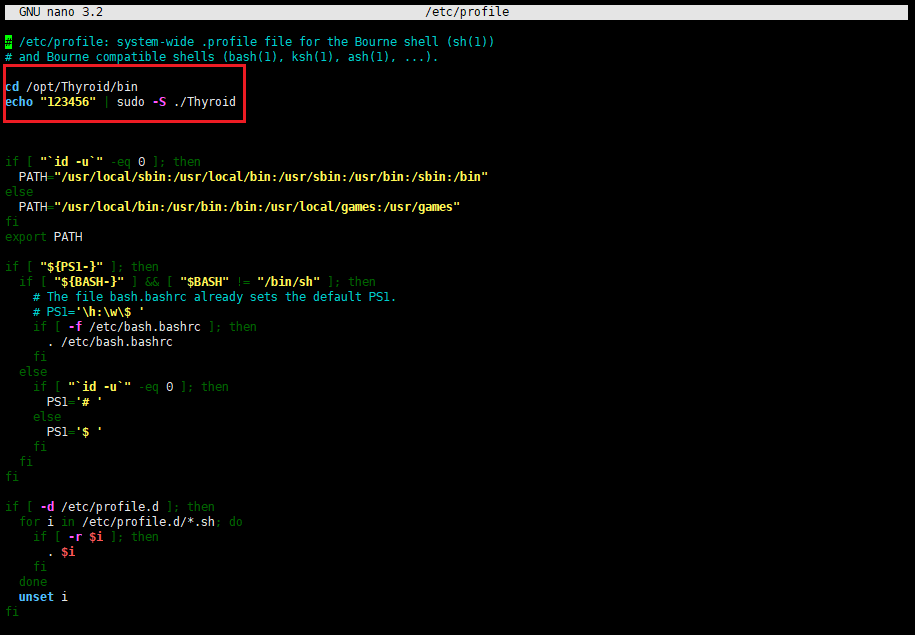 GNU nano 3.2 /etc/profile
# /etc/profile: system-wide .profile file for the Bourne shell (sh(1))
# and Bourne compatible shells (bash(1), ksh(1), ash(1), ...).
cd /opt/Thyroid/bin
echo "123456" | sudo -S ./Thyroid
if [ "`id -u`" -eq 0 ]; then
  PATH="/usr/local/sbin:/usr/local/bin:/usr/sbin:/usr/bin:/sbin:/bin"
else
  PATH="/usr/local/bin:/usr/bin:/bin:/usr/local/games:/usr/games"
fi
export PATH
if [ "${PS1-}" ]; then
  if [ "${BASH-}" ] && [ "$BASH" != "/bin/sh" ]; then
    # The file bash.bashrc already sets the default PS1.
    # PS1='\h:\w\$ '
    if [ -f /etc/bash.bashrc ]; then
      . /etc/bash.bashrc
    fi
  else
    if [ "`id -u`" -eq 0 ]; then
      PS1='# '
    else
      PS1='$ '
    fi
  fi
fi
if [ -d /etc/profile.d ]; then
  for i in /etc/profile.d/*.sh; do
    if [ -r $i ]; then
      . $i
    fi
  done
  unset i
fi